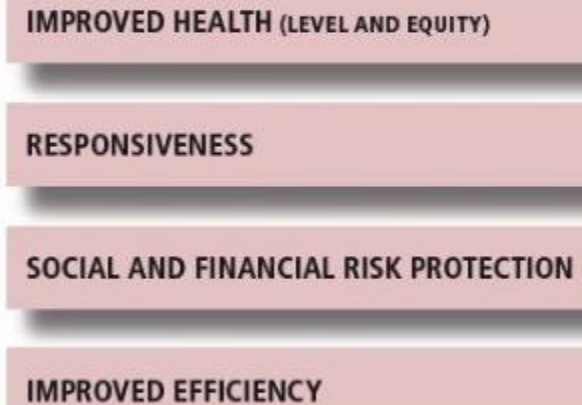 IMPROVED HEALTH (LEVEL AND EQUITY)
RESPONSIVENESS
SOCIAL AND FINANCIAL RISK PROTECTION
IMPROVED EFFICIENCY